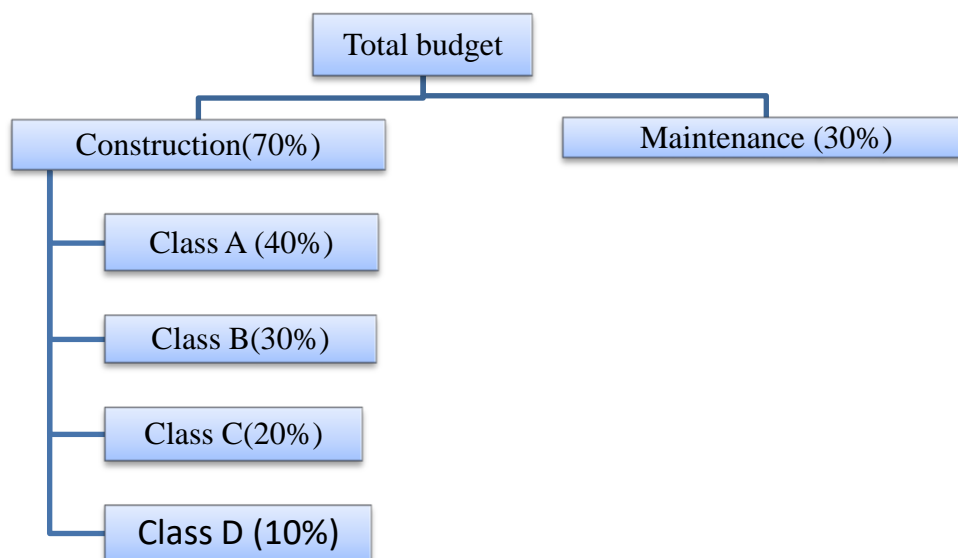 Total budget
Construction(70%)
Maintenance (30%)
Class A (40%)
Class B(30%)
Class C(20%)
Class D (10%)